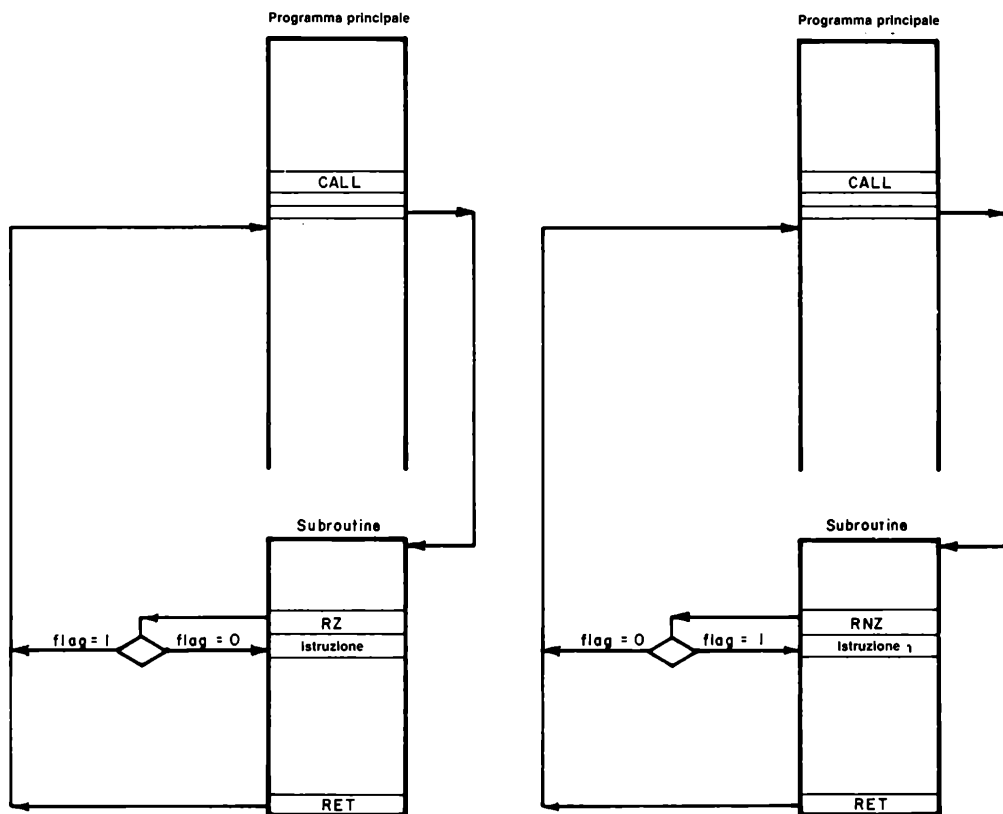 Programma principale
CALL
Subroutine
RZ
flag = 1
flag = 0
Istruzione
RET
Programma principale
CALL
Subroutine
RNZ
flag = 0
flag = 1
Istruzione
RET